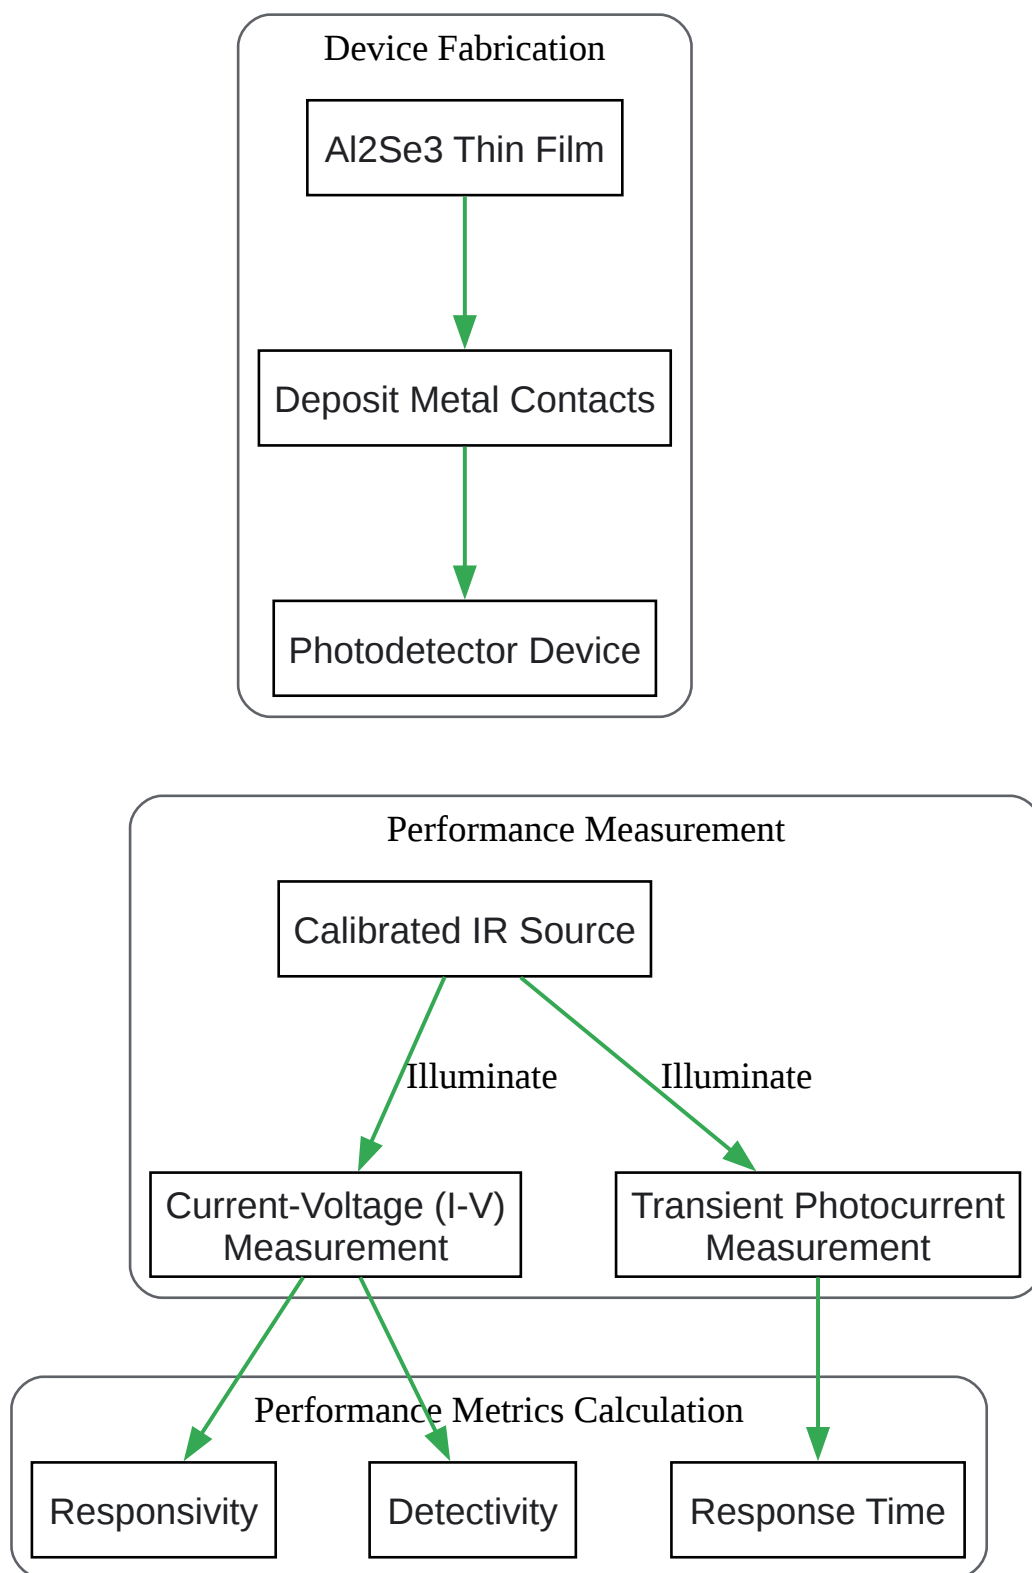 Device Fabrication
Al2Se3 Thin Film
Deposit Metal Contacts
Photodetector Device
Performance Measurement
Calibrated IR Source
Illuminate
Illuminate
Current-Voltage (I-V)
Measurement
Transient Photocurrent
Measurement
Performance Metrics Calculation
Responsivity
Detectivity
Response Time